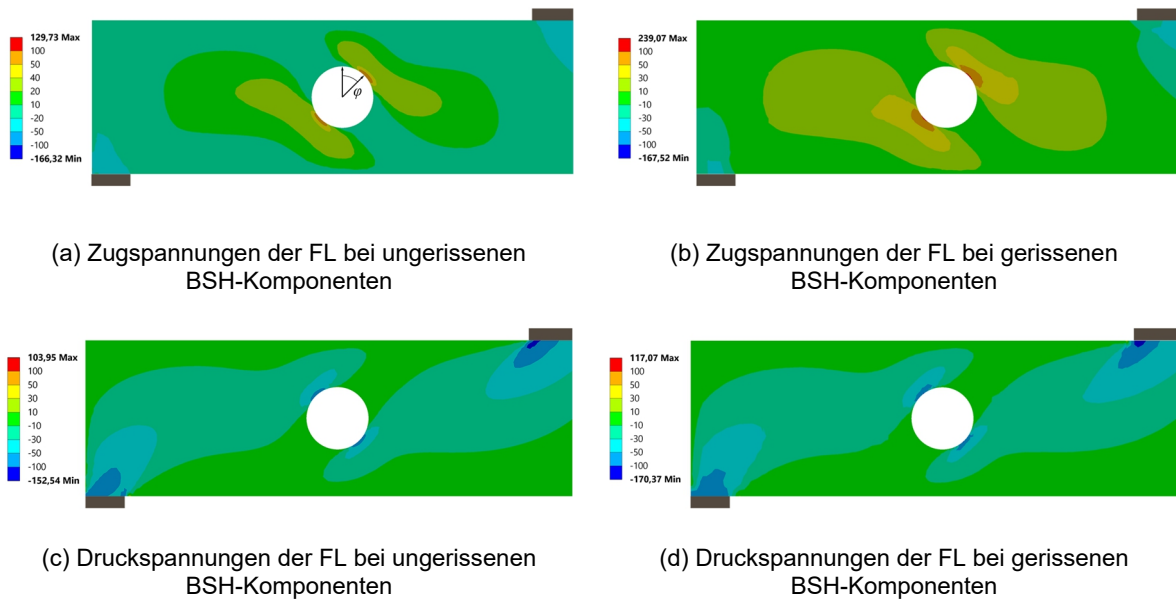 129,73 Max
100
50
40
20
10
-20
-50
-100
-166,32 Min
φ
239,07 Max
100
50
30
10
-10
-30
-50
-100
-167,52 Min
(a) Zugspannungen der FL bei ungerissenen
BSH-Komponenten
(b) Zugspannungen der FL bei gerissenen
BSH-Komponenten
103,95 Max
100
50
30
10
-10
-30
-50
-100
-152,54 Min
117,07 Max
100
50
30
10
-10
-30
-50
-100
-170,37 Min
(c) Druckspannungen der FL bei ungerissenen
BSH-Komponenten
(d) Druckspannungen der FL bei gerissenen
BSH-Komponenten